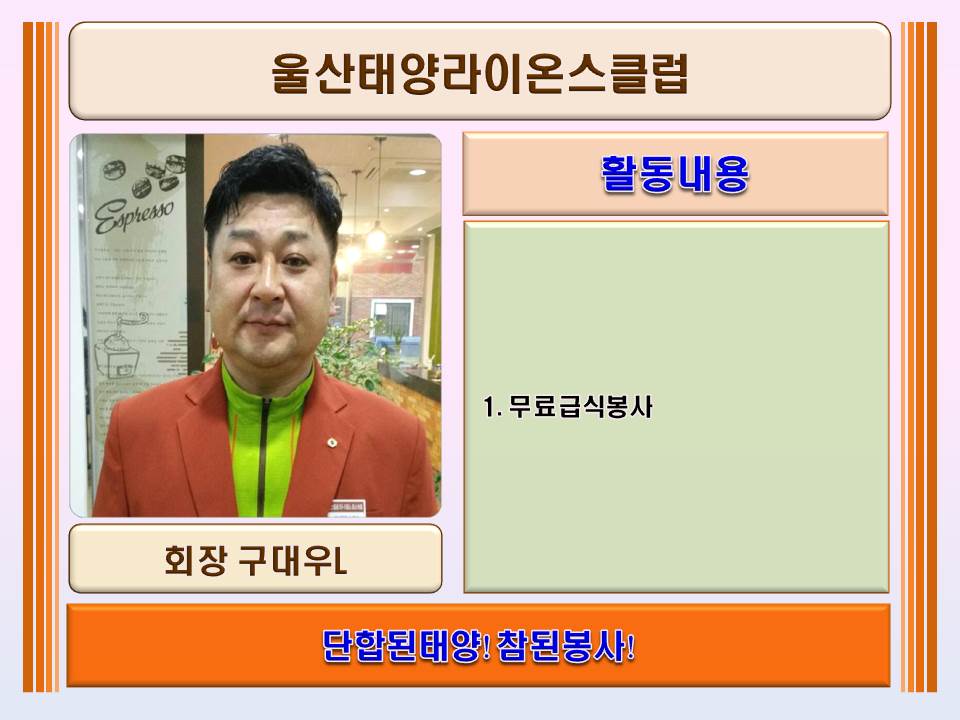 울산태양라이온스클럽
활동내용
Espresso
1. 무료급식봉사
회장 구대우L
단합된태양! 참된봉사!